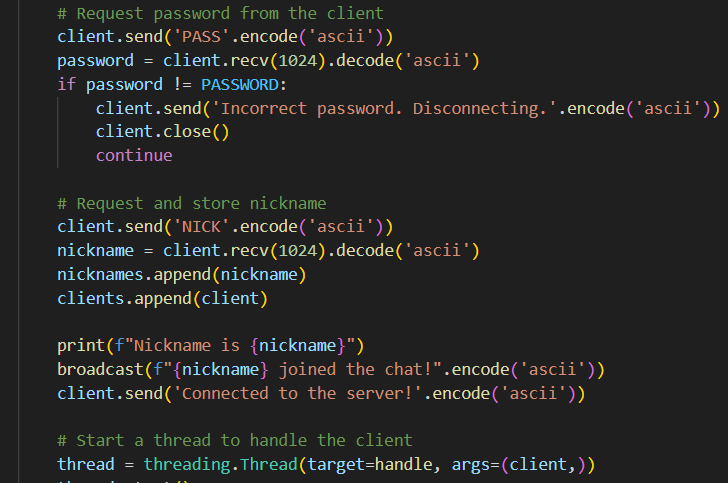 # Request password from the client
client.send('PASS'.encode('ascii'))
password = client.recv(1024).decode('ascii')
if password != PASSWORD:
client.send('Incorrect password. Disconnecting.'.encode('ascii'))
client.close()
continue
# Request and store nickname
client.send('NICK'.encode('ascii'))
nickname = client.recv(1024).decode('ascii')
nicknames.append(nickname)
clients.append(client)
print(f"Nickname is {nickname}")
broadcast(f"{nickname} joined the chat!".encode('ascii'))
client.send('Connected to the server!'.encode('ascii'))
# Start a thread to handle the client
thread = threading.Thread(target=handle, args=(client,))